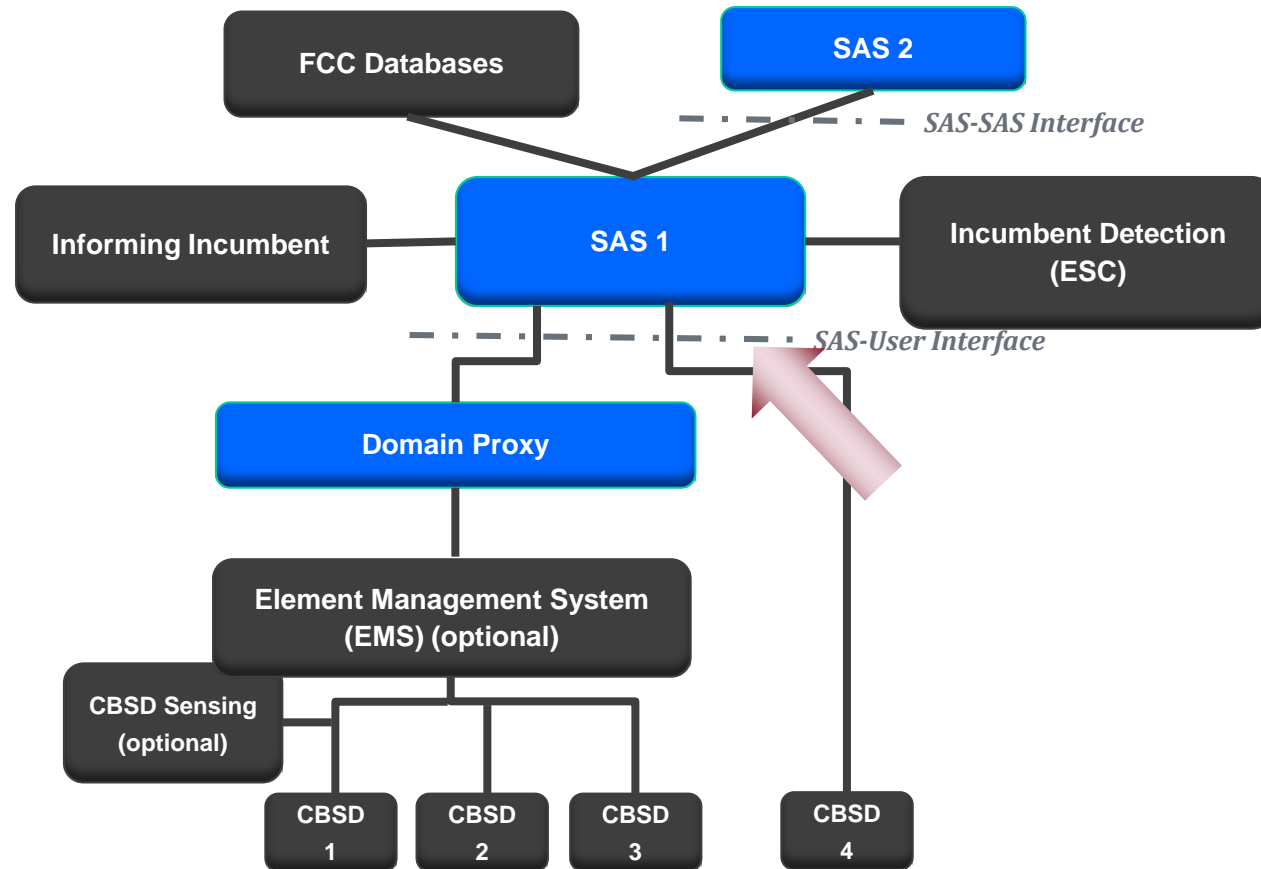 FCC Databases
SAS 2
SAS-SAS Interface
Informing Incumbent
SAS 1
Incumbent Detection
(ESC)
SAS-User Interface
Domain Proxy
Element Management System
(EMS) (optional)
CBSD Sensing
(optional)
CBSD
1
CBSD
2
CBSD
3
CBSD
4